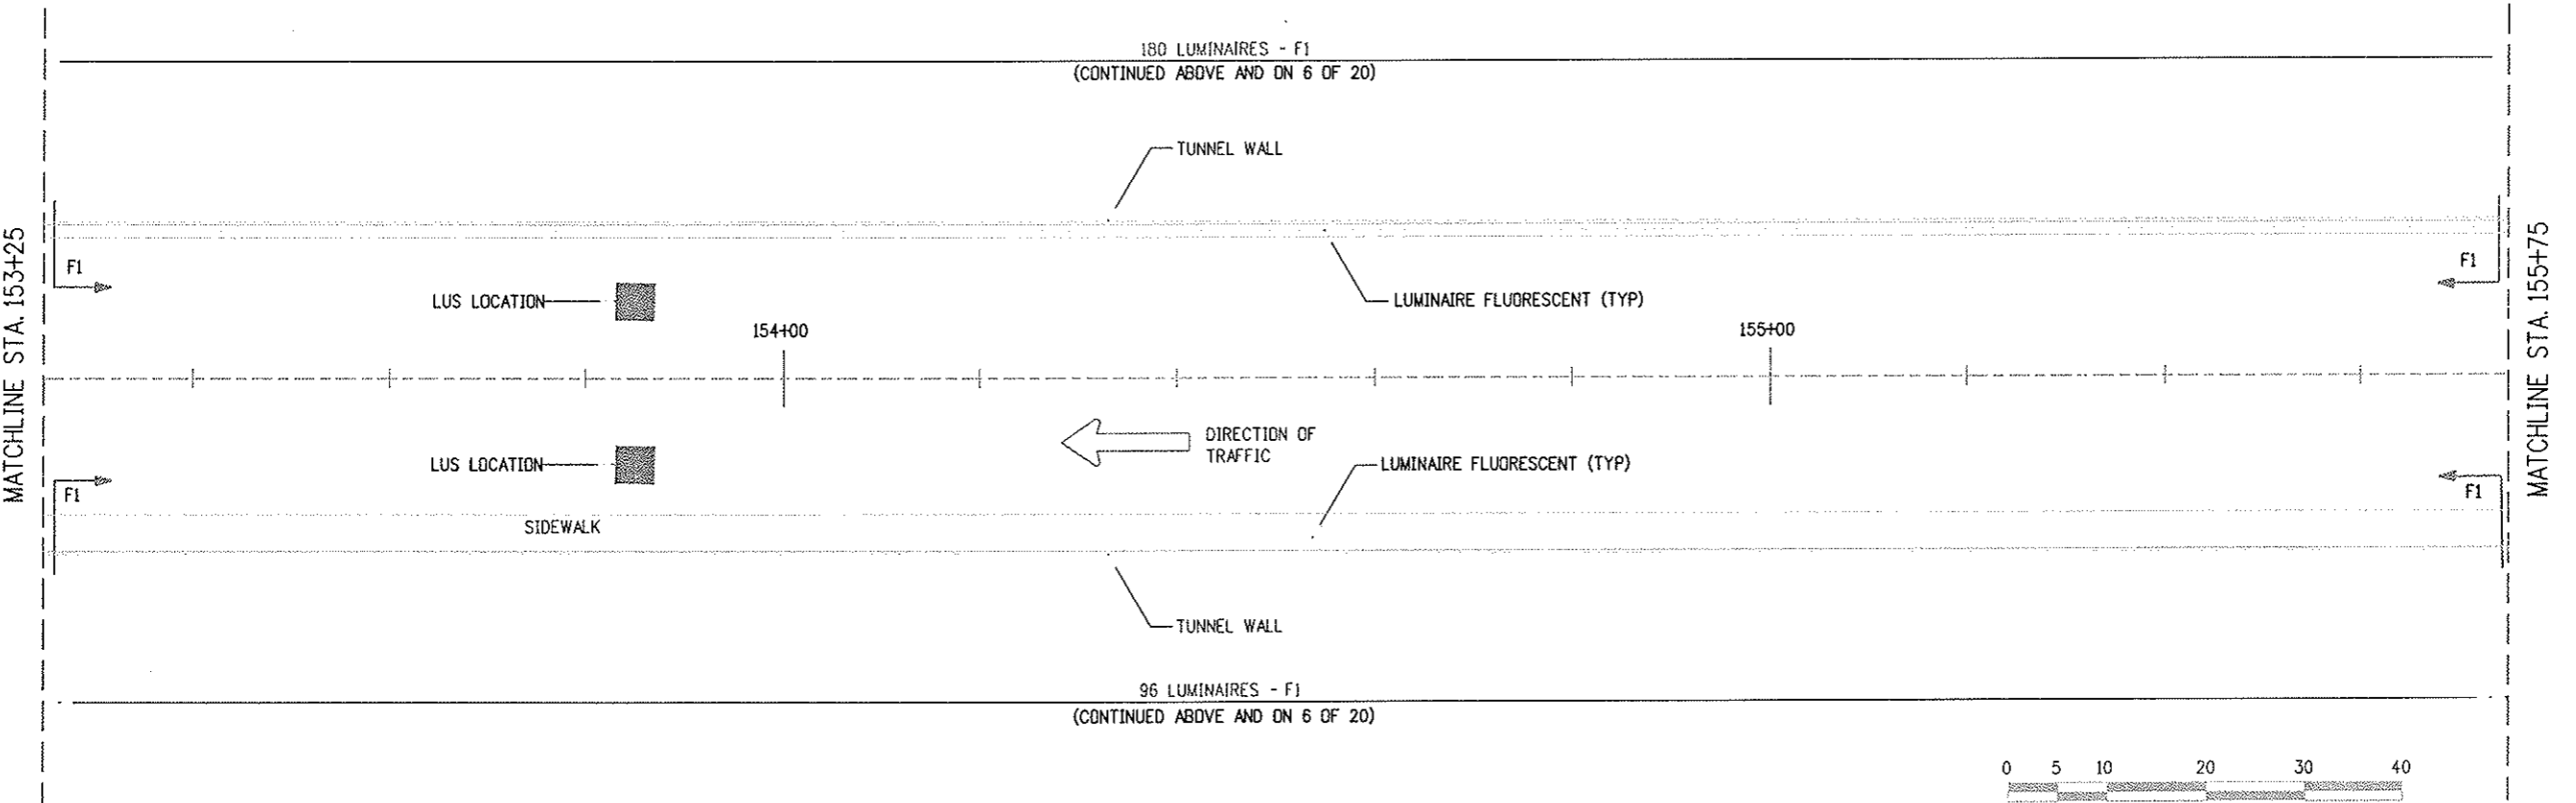 180 LUMINAIRES - F1
(CONTINUED ABOVE AND ON 6 OF 20)
TUNNEL WALL
MATCHLINE STA. 153+25
MATCHLINE STA. 155+75
F1
F1
LUS LOCATION
LUMINAIRE FLUORESCENT (TYP)
154+00
155+00
DIRECTION OF
TRAFFIC
LUS LOCATION
LUMINAIRE FLUORESCENT (TYP)
F1
F1
SIDEWALK
TUNNEL WALL
96 LUMINAIRES - F1
(CONTINUED ABOVE AND ON 6 OF 20)
0 5 10 20 30 40